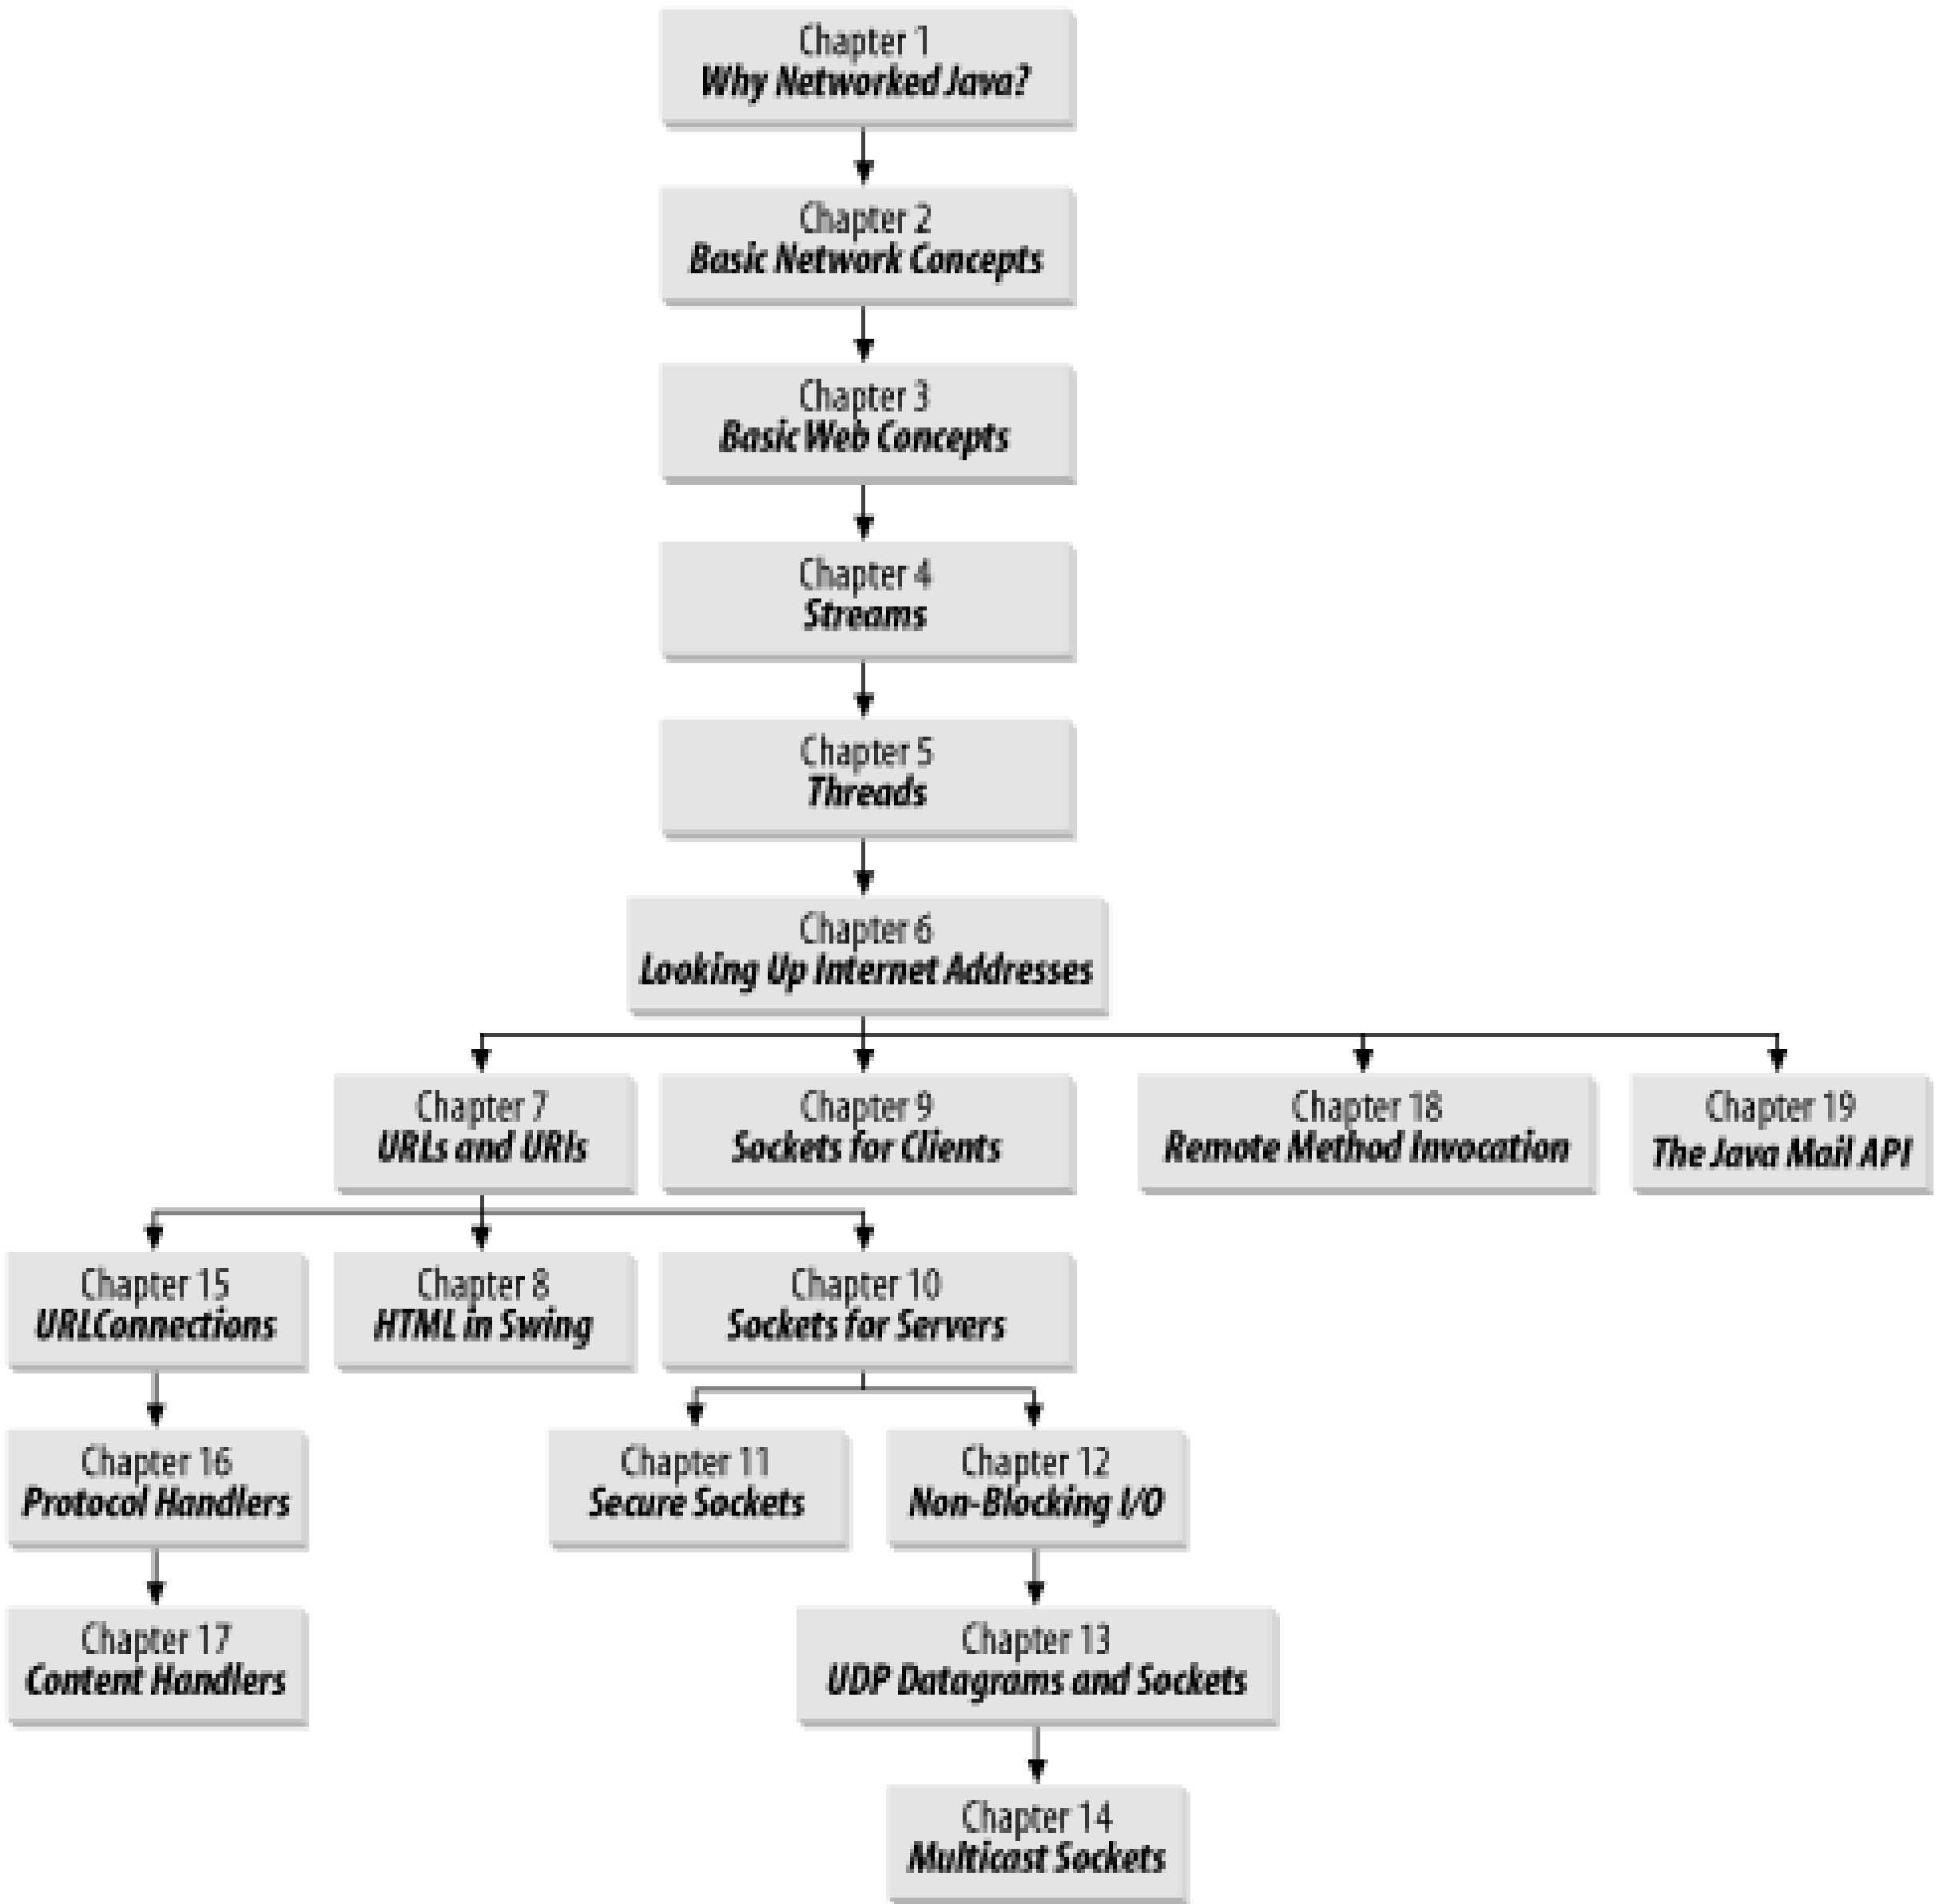 Chapter 1
Why Networked Java?
Chapter 2
Basic Network Concepts
Chapter 3
Basic Web Concepts
Chapter 4
Streams
Chapter 5
Threads
Chapter 6
Looking Up Internet Addresses
Chapter 7
URLs and URIs
Chapter 9
Sockets for Clients
Chapter 18
Remote Method Invocation
Chapter 19
The Java Mail API
Chapter 15
URLConnections
Chapter 8
HTML in Swing
Chapter 10
Sockets for Servers
Chapter 16
Protocol Handlers
Chapter 11
Secure Sockets
Chapter 12
Non-Blocking I/O
Chapter 17
Content Handlers
Chapter 13
UDP Datagrams and Sockets
Chapter 14
Multicast Sockets